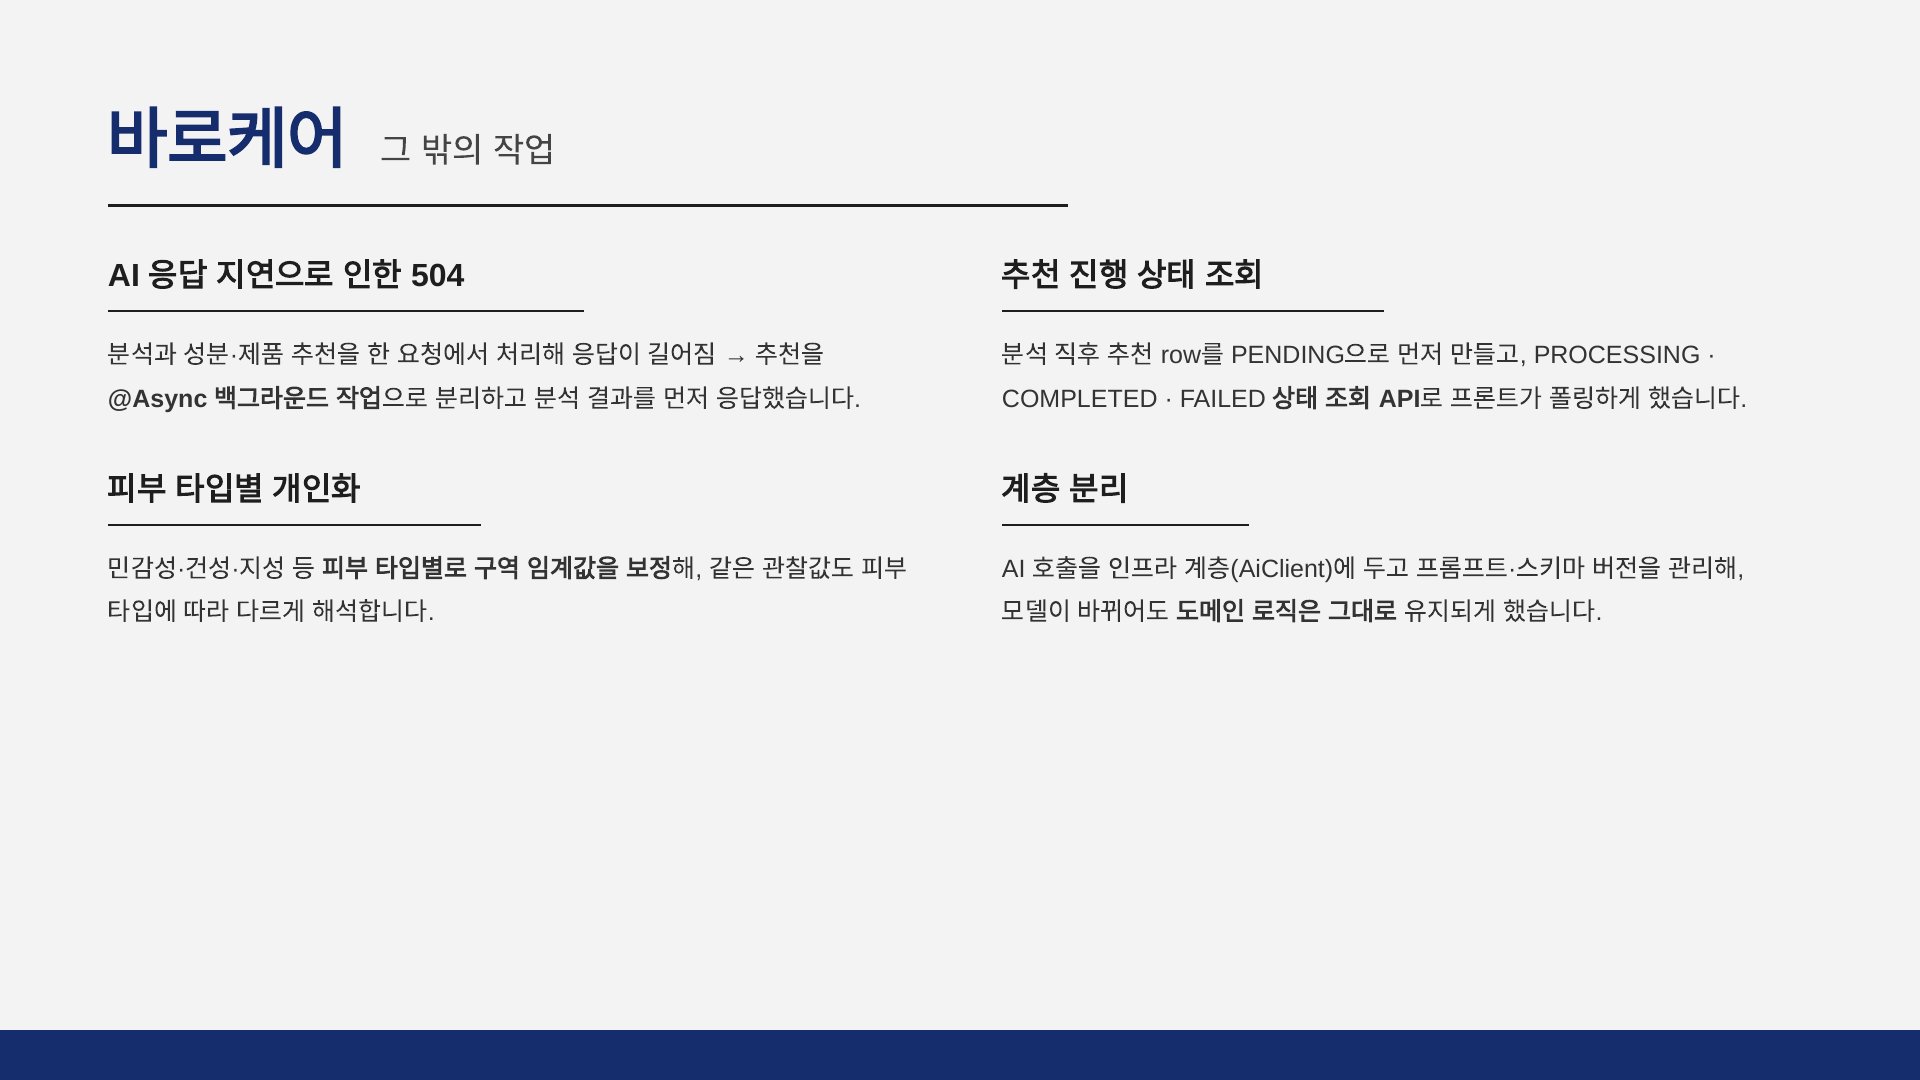 바로케어 그 밖의 작업
AI 응답 지연으로 인한 504
분석과 성분·제품 추천을 한 요청에서 처리해 응답이 길어짐 → 추천을
@Async 백그라운드 작업으로 분리하고 분석 결과를 먼저 응답했습니다.
추천 진행 상태 조회
분석 직후 추천 row를 PENDING으로 먼저 만들고, PROCESSING ·
COMPLETED · FAILED 상태 조회 API로 프론트가 폴링하게 했습니다.
피부 타입별 개인화
민감성·건성·지성 등 피부 타입별로 구역 임계값을 보정해, 같은 관찰값도 피부
타입에 따라 다르게 해석합니다.
계층 분리
AI 호출을 인프라 계층(AiClient)에 두고 프롬프트·스키마 버전을 관리해,
모델이 바뀌어도 도메인 로직은 그대로 유지되게 했습니다.